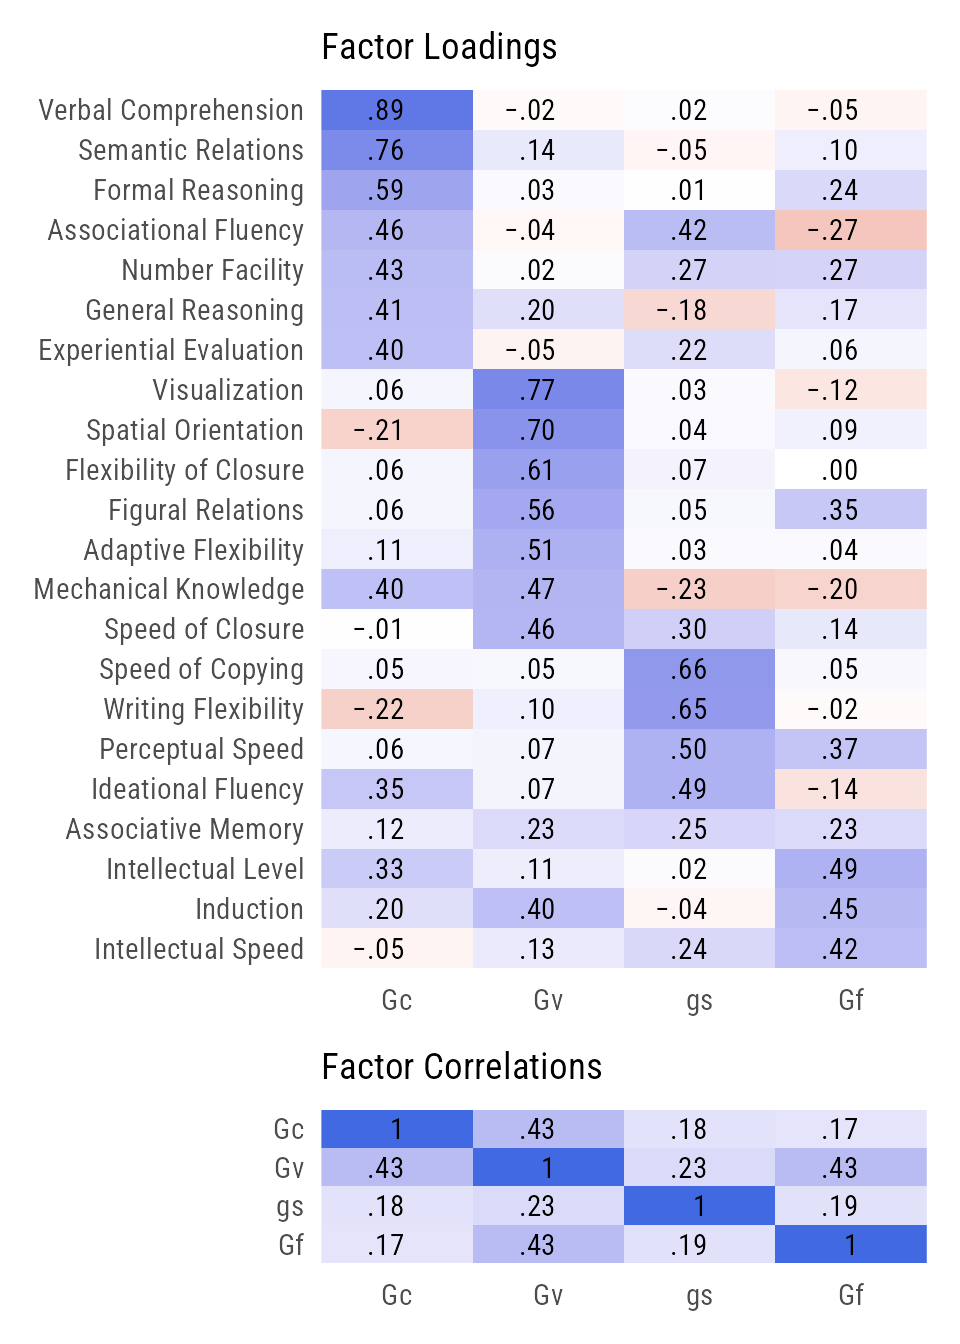 Factor Loadings
Verbal Comprehension .89 −.02 .02 −.05
Semantic Relations .76 .14 −.05 .10
Formal Reasoning .59 .03 .01 .24
Associational Fluency .46 −.04 .42 −.27
Number Facility .43 .02 .27 .27
General Reasoning .41 .20 −.18 .17
Experiential Evaluation .40 −.05 .22 .06
Visualization .06 .77 .03 −.12
Spatial Orientation −.21 .70 .04 .09
Flexibility of Closure .06 .61 .07 .00
Figural Relations .06 .56 .05 .35
Adaptive Flexibility .11 .51 .03 .04
Mechanical Knowledge .40 .47 −.23 −.20
Speed of Closure −.01 .46 .30 .14
Speed of Copying .05 .05 .66 .05
Writing Flexibility −.22 .10 .65 −.02
Perceptual Speed .06 .07 .50 .37
Ideational Fluency .35 .07 .49 −.14
Associative Memory .12 .23 .25 .23
Intellectual Level .33 .11 .02 .49
Induction .20 .40 −.04 .45
Intellectual Speed −.05 .13 .24 .42
Gc Gv gs Gf
Factor Correlations
Gc 1 .43 .18 .17
Gv .43 1 .23 .43
gs .18 .23 1 .19
Gf .17 .43 .19 1
Gc Gv gs Gf